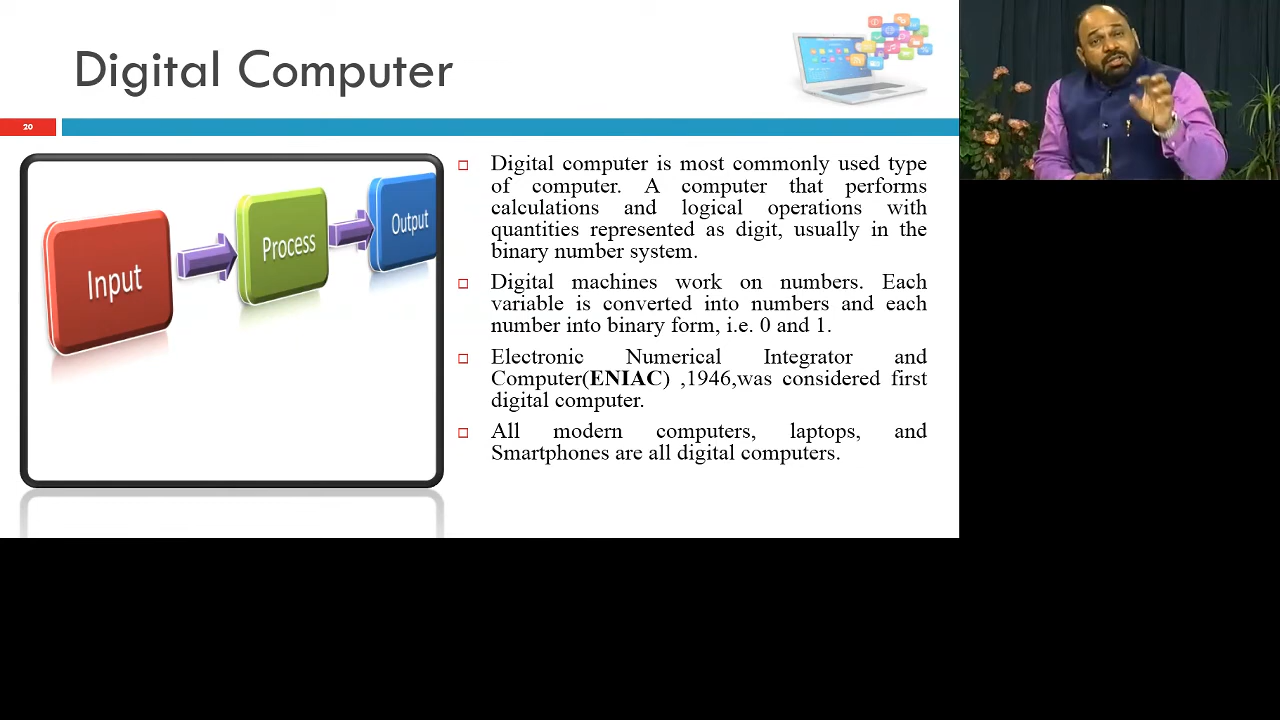 Digital Computer
20
Input
Process
Output
Digital computer is most commonly used type
of computer. A computer that performs
calculations and logical operations with
quantities represented as digit, usually in the
binary number system.
Digital machines work on numbers. Each
variable is converted into numbers and each
number into binary form, i.e. 0 and 1.
Electronic Numerical Integrator and
Computer(ENIAC) ,1946,was considered first
digital computer.
All modern computers, laptops, and
Smartphones are all digital computers.